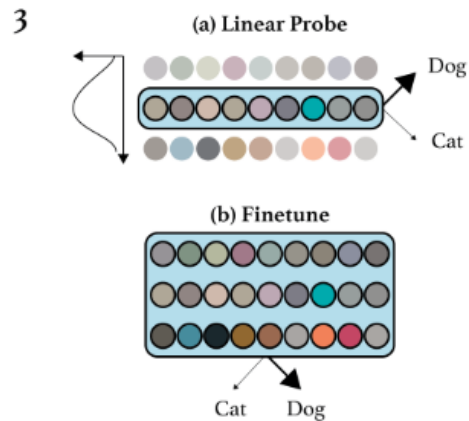 3
(a) Linear Probe
Dog
Cat
(b) Finetune
Cat Dog